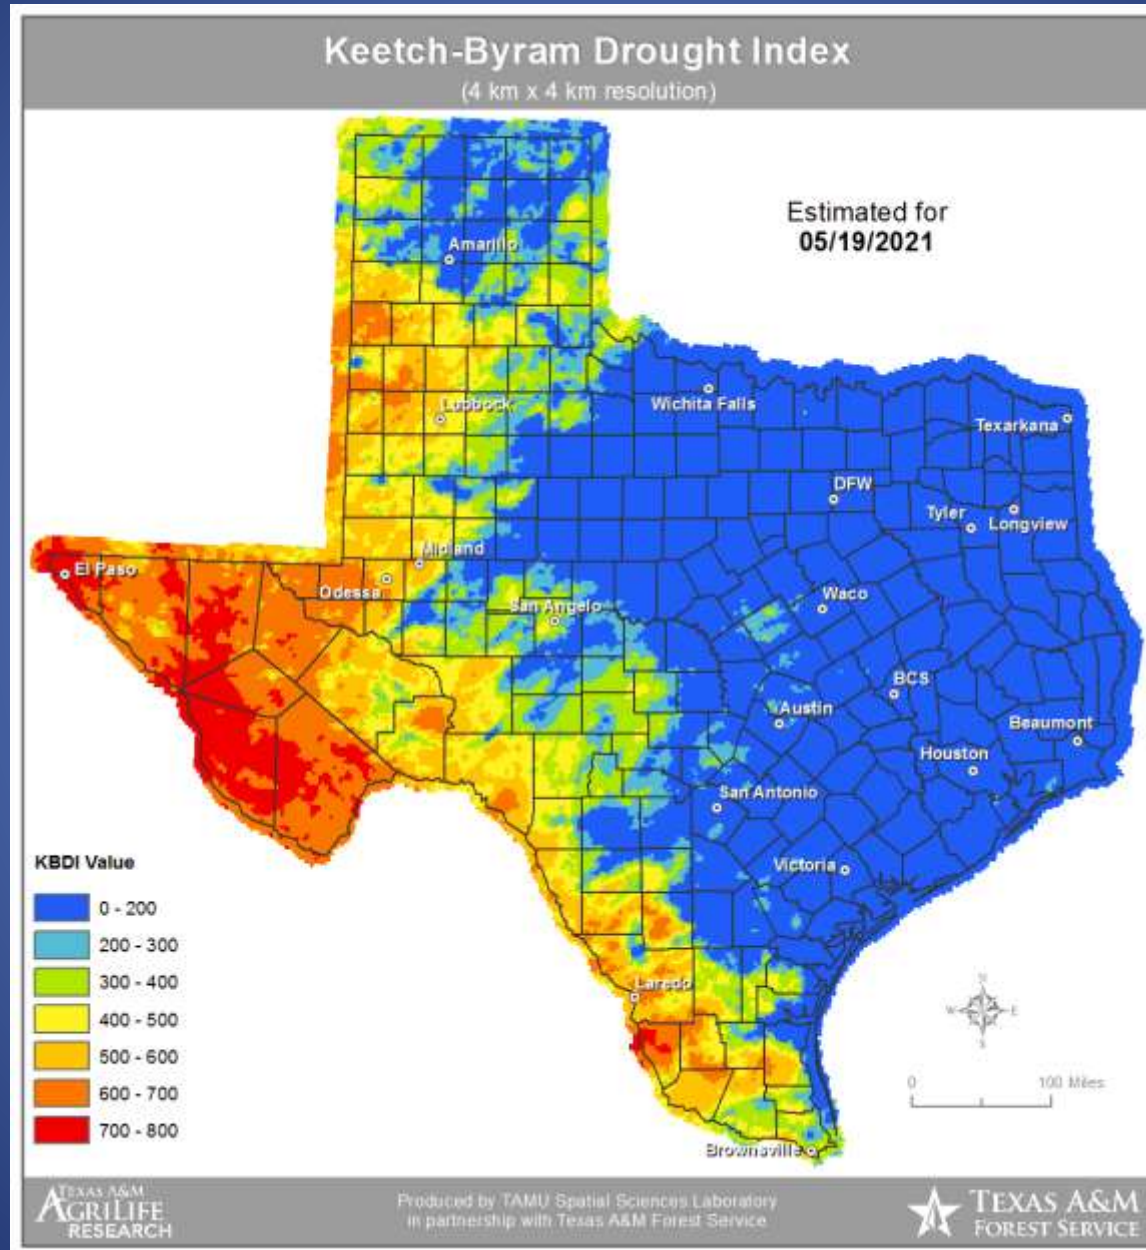 Keetch-Byram Drought Index
(4 km x 4 km resolution)
Estimated for
05/19/2021
Amarillo
Lubbock
Wichita Falls
Texarkana
DFW
Tyler
Longview
Midland
El Paso
Odessa
San Angelo
Waco
BCS
Austin
Beaumont
Houston
San Antonio
Victoria
Laredo
Brownsville
KBDI Value
0 - 200
200 - 300
300 - 400
400 - 500
500 - 600
600 - 700
700 - 800
N
W E
S
0 100 Miles
TEXAS A&M
AGRILIFE
RESEARCH
Produced by TAMU Spatial Sciences Laboratory
in partnership with Texas A&M Forest Service
TEXAS A&M
FOREST SERVICE